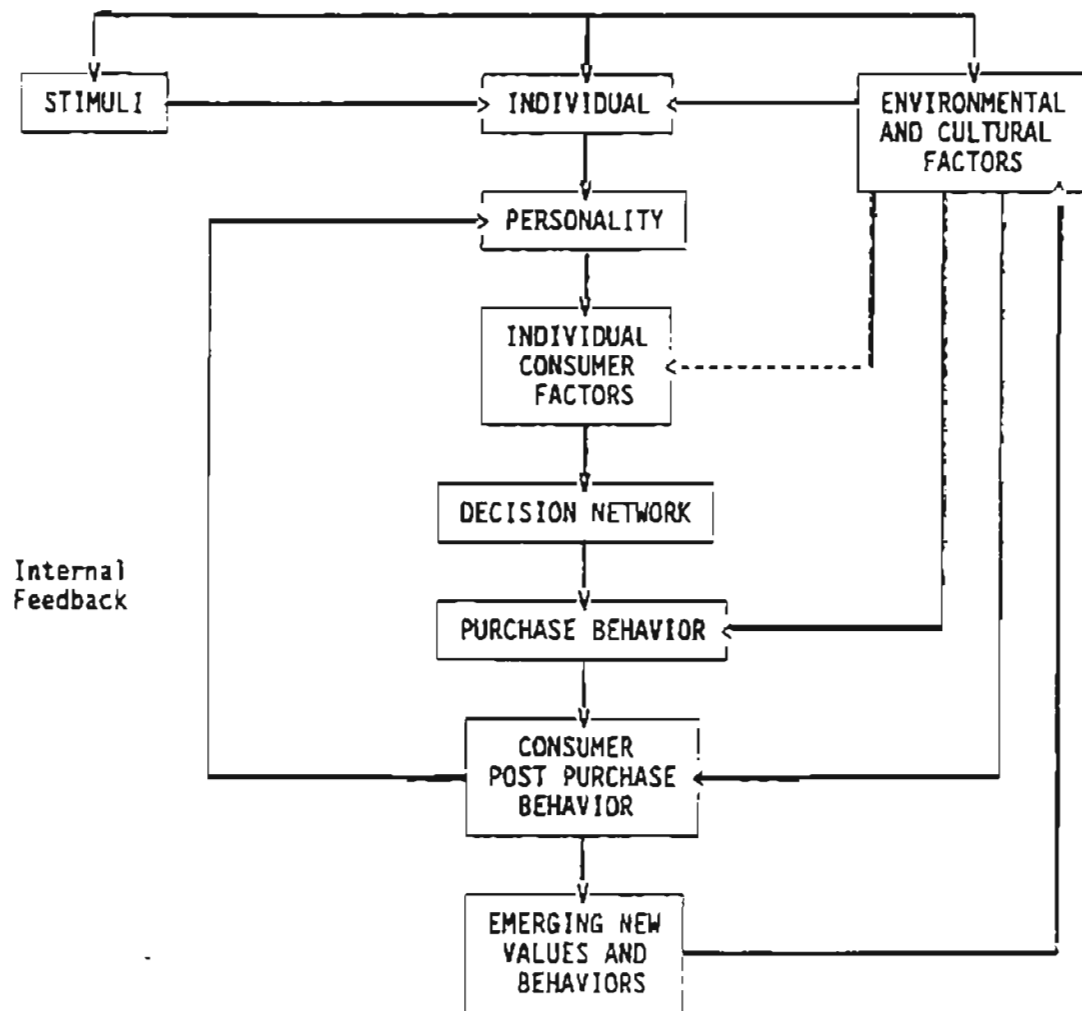 STIMULI
INDIVIDUAL
ENVIRONMENTAL
AND CULTURAL
FACTORS
PERSONALITY
INDIVIDUAL
CONSUMER
FACTORS
DECISION NETWORK
Internal
Feedback
PURCHASE BEHAVIOR
CONSUMER
POST PURCHASE
BEHAVIOR
EMERGING NEW
VALUES AND
BEHAVIORS